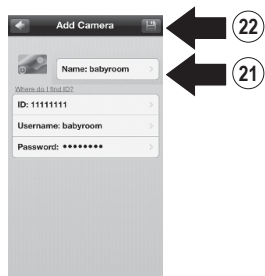 Add Camera
22
Name: babyroom
21
Where do I find ID?
ID: 11111111
Username: babyroom
Password: ••••••••